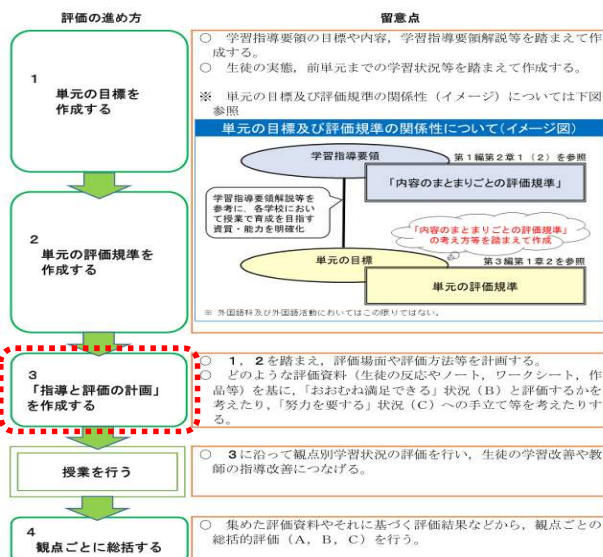 評価の進め方
留意点
1
単元の目標を
作成する
○ 学習指導要領の目標や内容，学習指導要領解説等を踏まえて作
成する。
○ 生徒の実態，前単元までの学習状況等を踏まえて作成する。
※ 単元の目標及び評価規準の関係性（イメージ）については下図
参照
単元の目標及び評価規準の関係性について(イメージ図)
学習指導要領
第１編第２章１（２）を参照
「内容のまとまりごとの評価規準」
学習指導要領解説等を
参考に，各学校におい
て授業で育成を目指す
資質・能力を明確化
「内容のまとまりごとの評価規準」
の考え方等を踏まえて作成
単元の目標
第３編第１章２を参照
単元の評価規準
※ 外国語科及び外国語活動においてはこの限りではない。
2
単元の評価規準を
作成する
3
「指導と評価の計画」
を作成する
○ 1，2を踏まえ，評価場面や評価方法等を計画する。
○ どのような評価資料（生徒の反応やノート，ワークシート，作
品等）を基に，「おおむね満足できる」状況（B）と評価するかを
考えたり，「努力を要する」状況（C）への手立て等を考えたりす
る。
授業を行う
○ 3に沿って観点別学習状況の評価を行い，生徒の学習改善や教
師の指導改善につなげる。
4
観点ごとに総括する
○ 集めた評価資料やそれに基づく評価結果などから，観点ごとの
総括的評価（A，B，C）を行う。